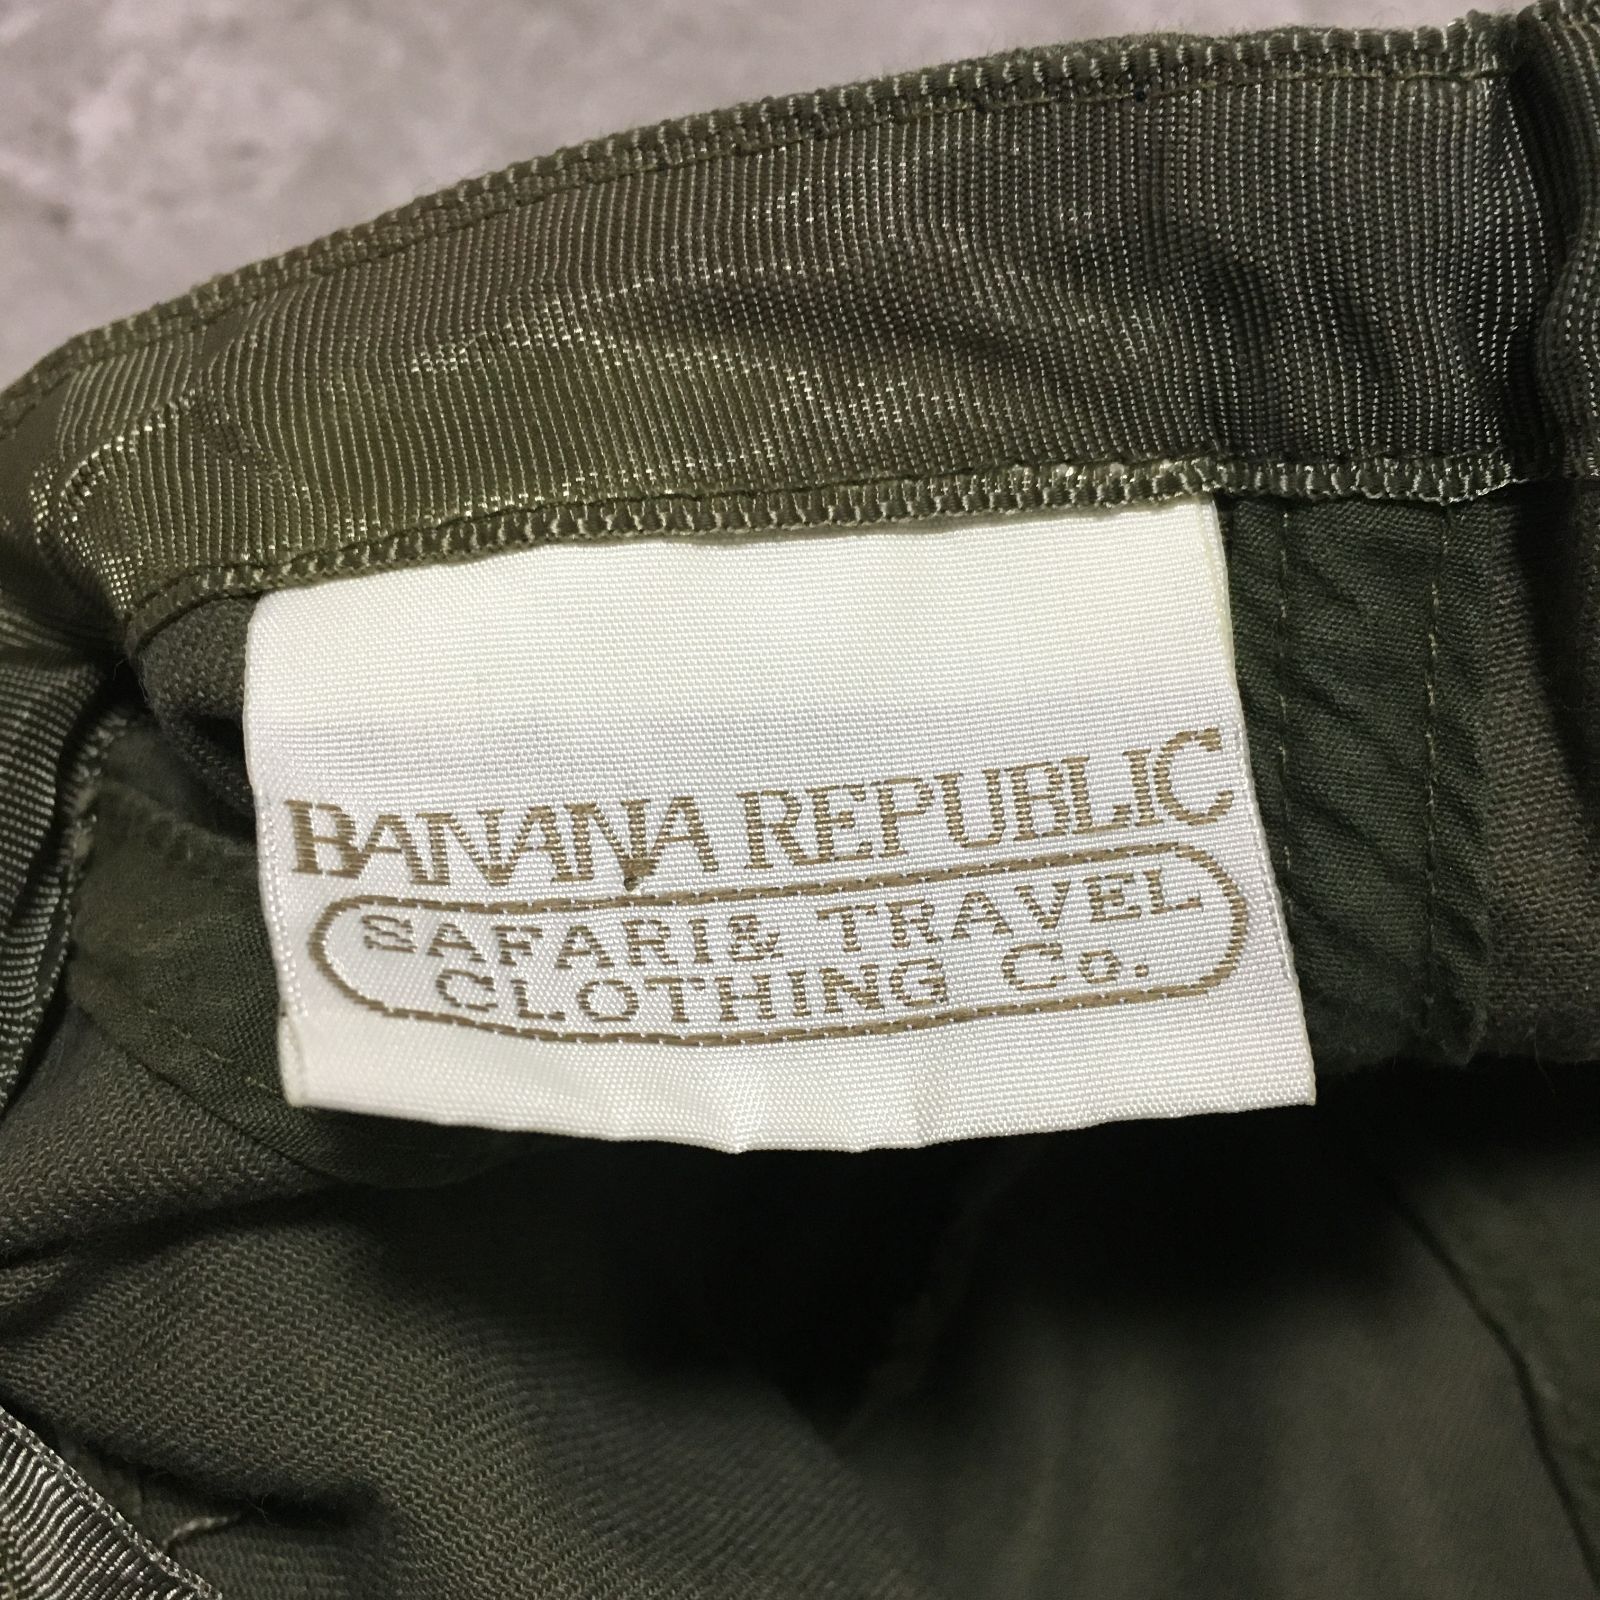 BANANA REPUBLIC
SAFARI & TRAVEL
CLOTHING Co.